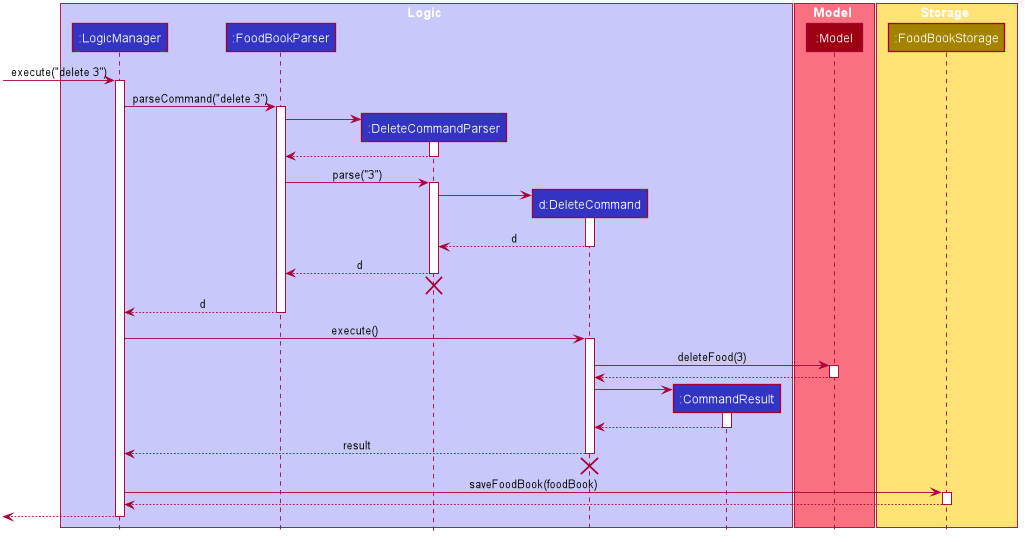 Logic
Model
Storage
:LogicManager
:FoodBookParser
:Model
:FoodBookStorage
execute("delete 3")
parseCommand("delete 3")
:DeleteCommandParser
parse("3")
d:DeleteCommand
d
d
d
execute()
deleteFood(3)
:CommandResult
result
saveFoodBook(foodBook)